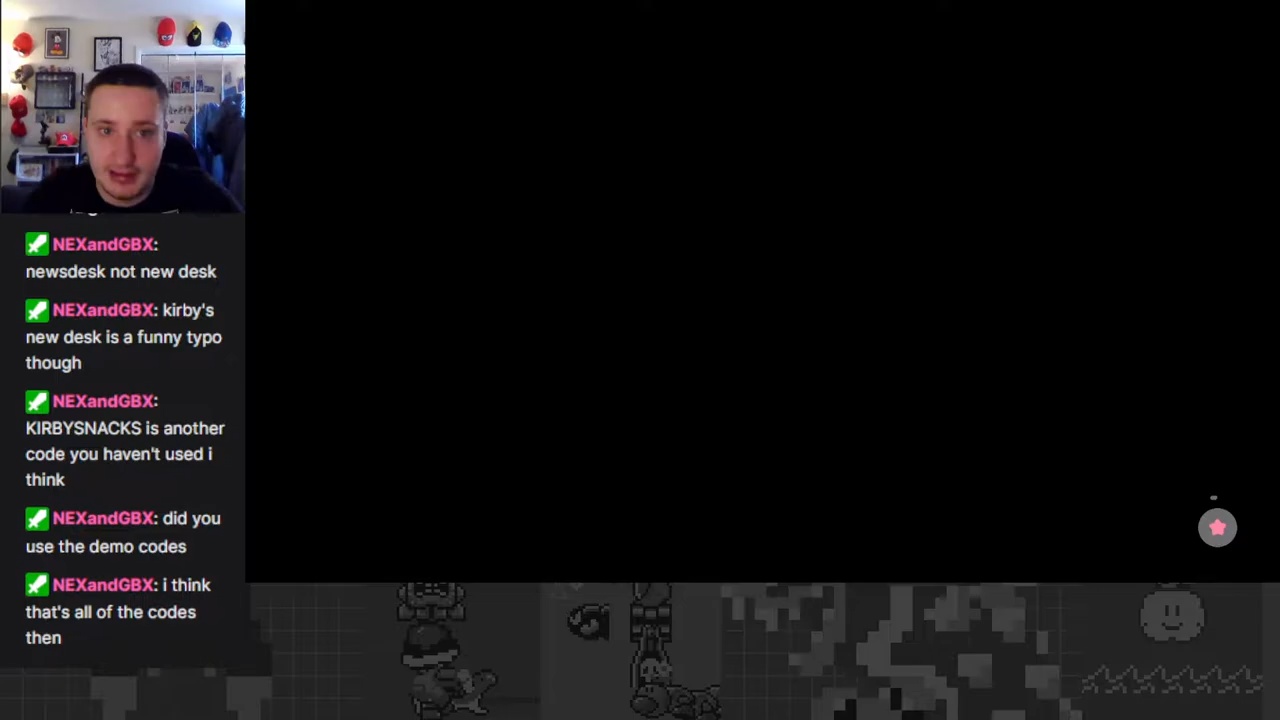 NEXandGBX:
newsdesk not new desk
NEXandGBX: kirby's
new desk is a funny typo
though
NEXandGBX:
KIRBYSNACKS is another
code you haven't used i
think
NEXandGBX: did you
use the demo codes
NEXandGBX: i think
that's all of the codes
then